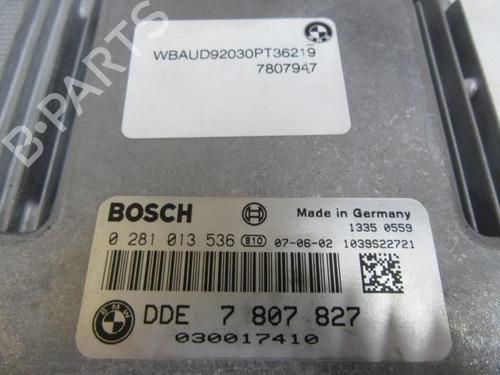 WBAUD92030PT36219
7807947
BOSCH
Made in Germany
1335 0559
0 281 013 536 810 07-06-02 1039S22721
BMW
DDE 7 807 827
030017410
B-PARTS